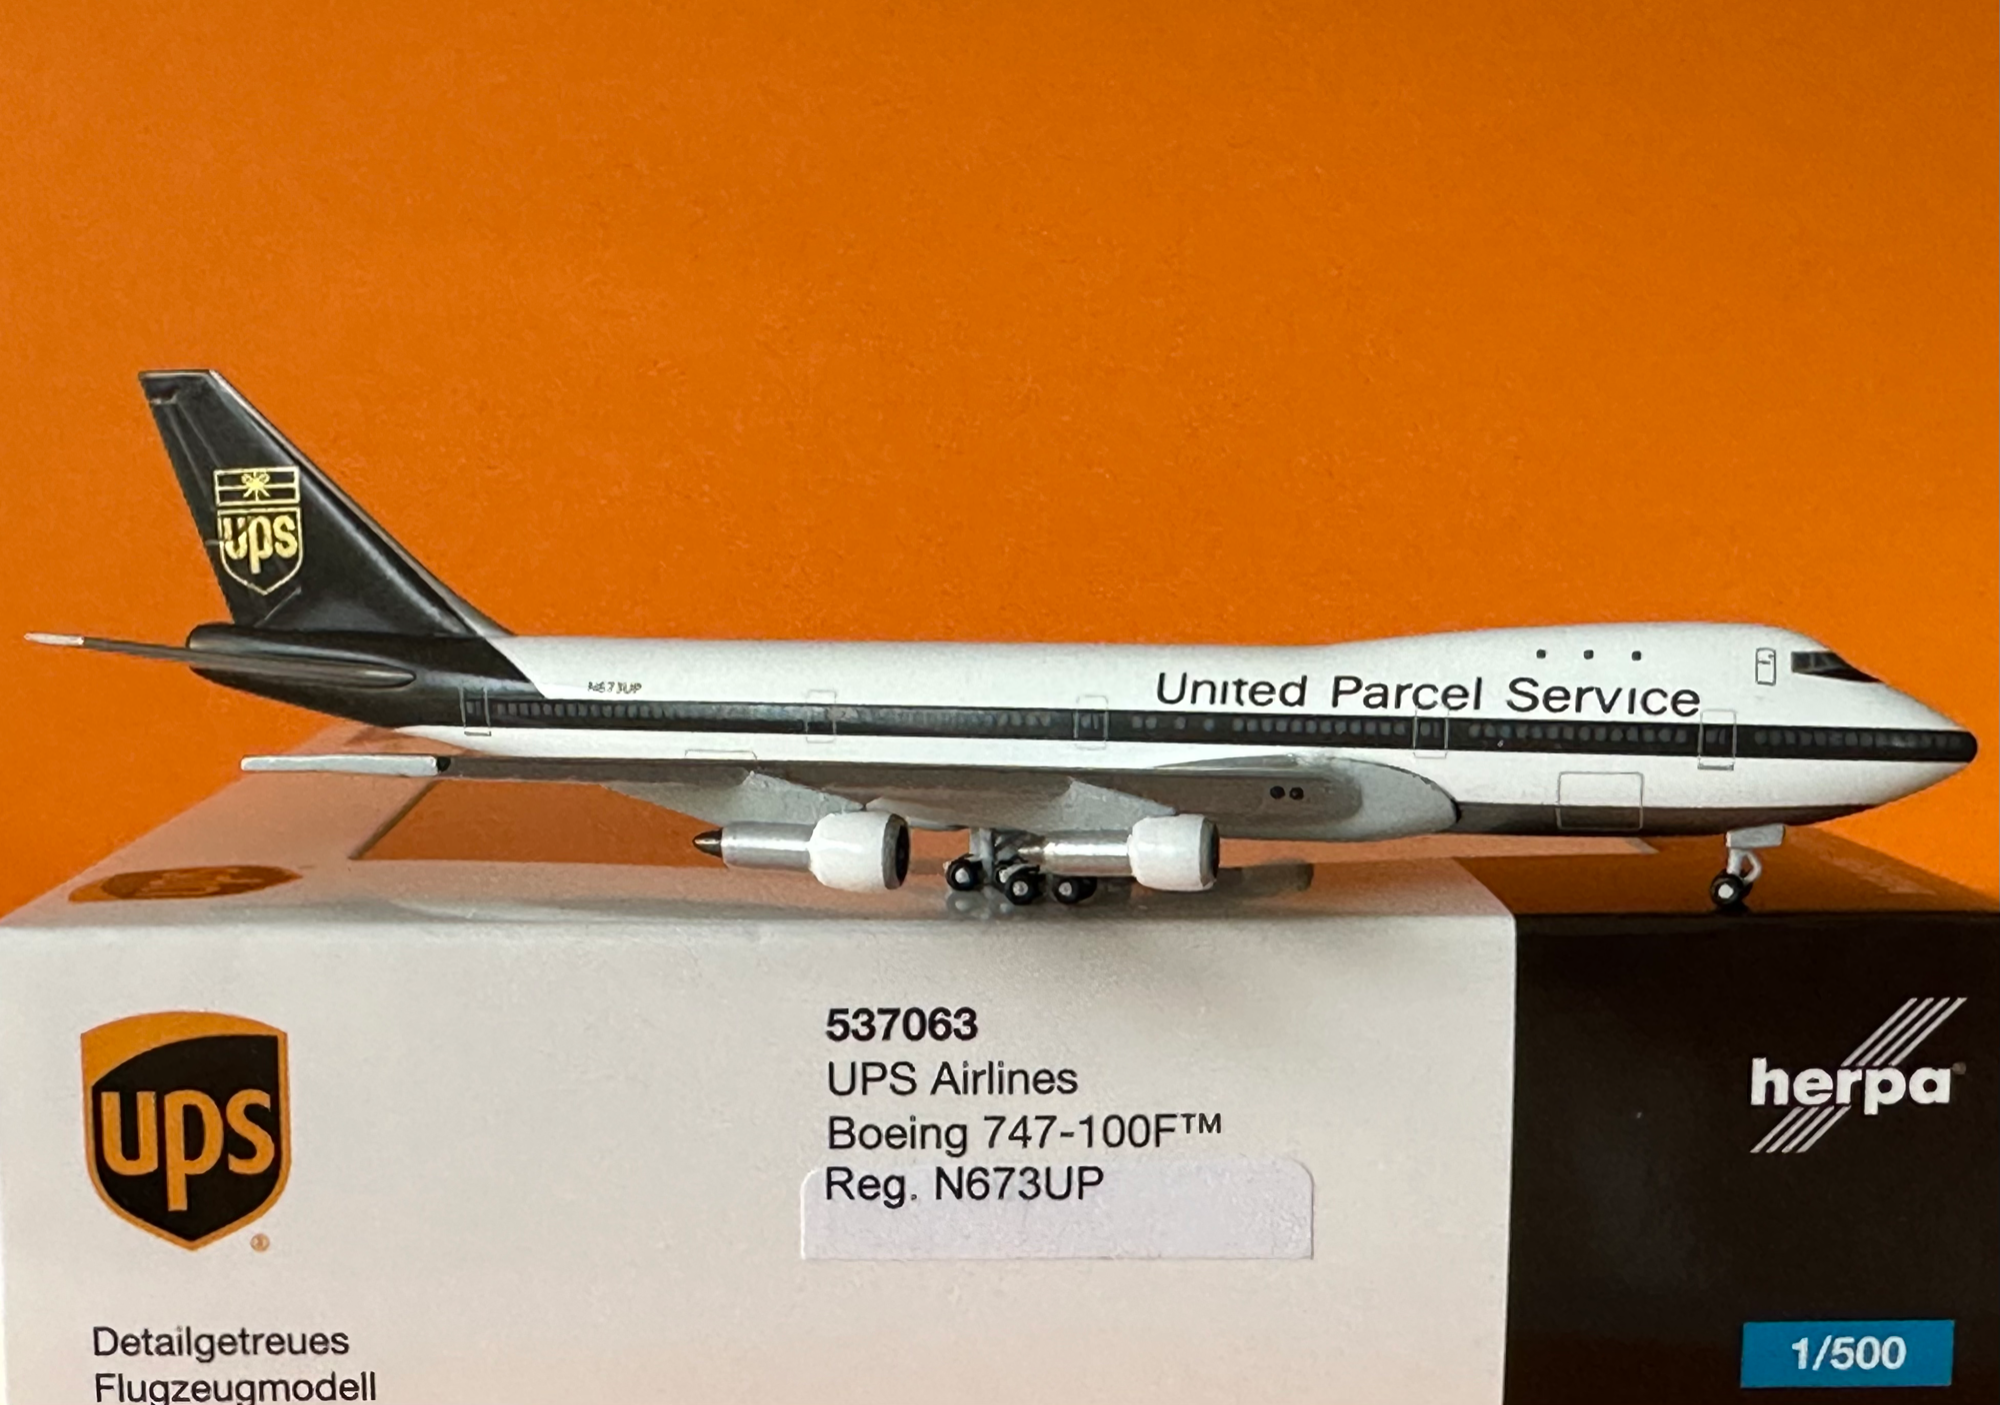 ups
N673UP
United Parcel Service
ups
®
537063
UPS Airlines
Boeing 747-100F™
Reg. N673UP
herpa
Detailgetreues
Flugzeugmodell
1/500